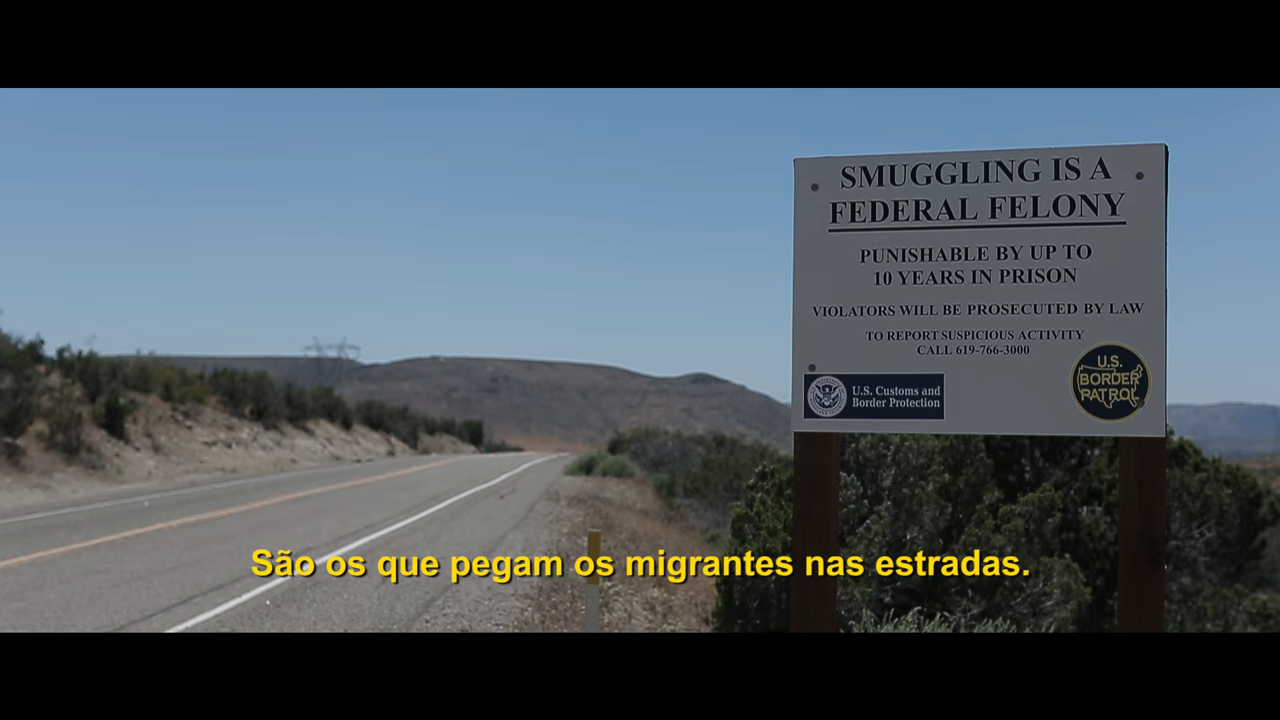 SMUGGLING IS A
FEDERAL FELONY
PUNISHABLE BY UP TO
10 YEARS IN PRISON
VIOLATORS WILL BE PROSECUTED BY LAW
TO REPORT SUSPICIOUS ACTIVITY
CALL 619-766-3000
U.S. Customs and
Border Protection
U.S.
BORDER
PATROL
São os que pegam os migrantes nas estradas.